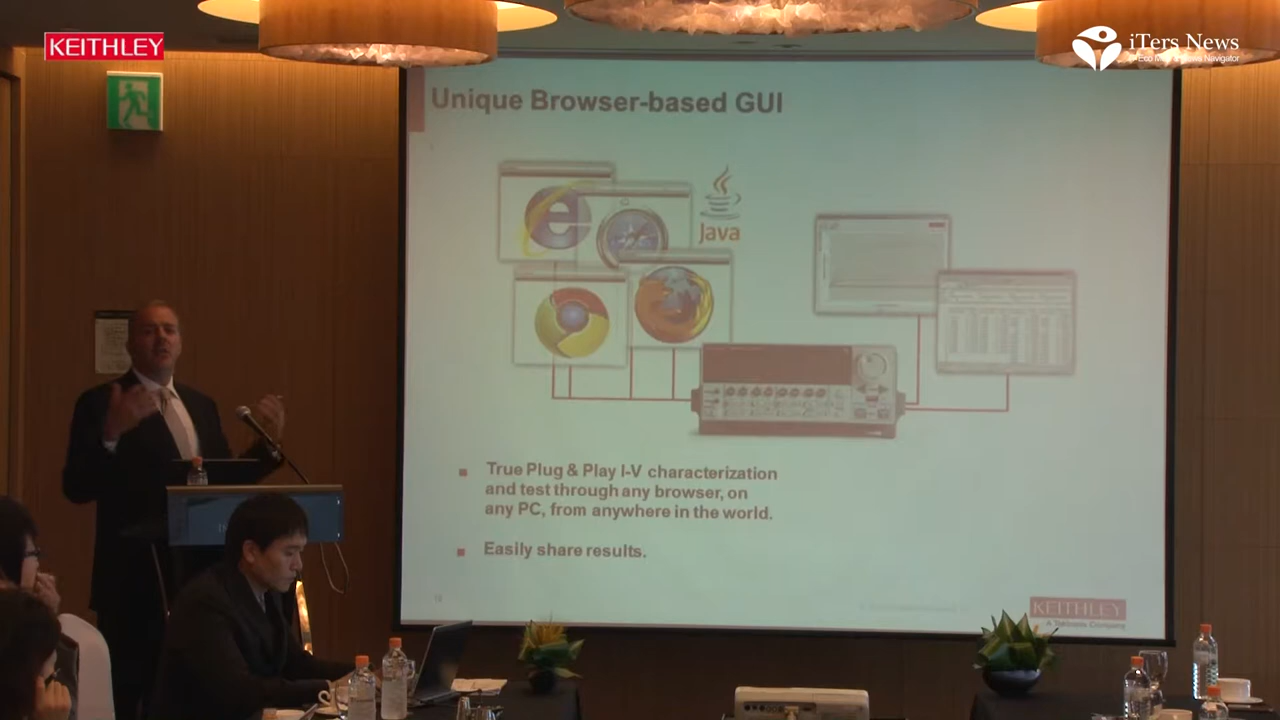 KEITHLEY
iTers News
Unique Browser-based GUI
Java
True Plug & Play I-V characterization
and test through any browser, on
any PC, from anywhere in the world.
Easily share results.
KEITHLEY
A Tektronix Company